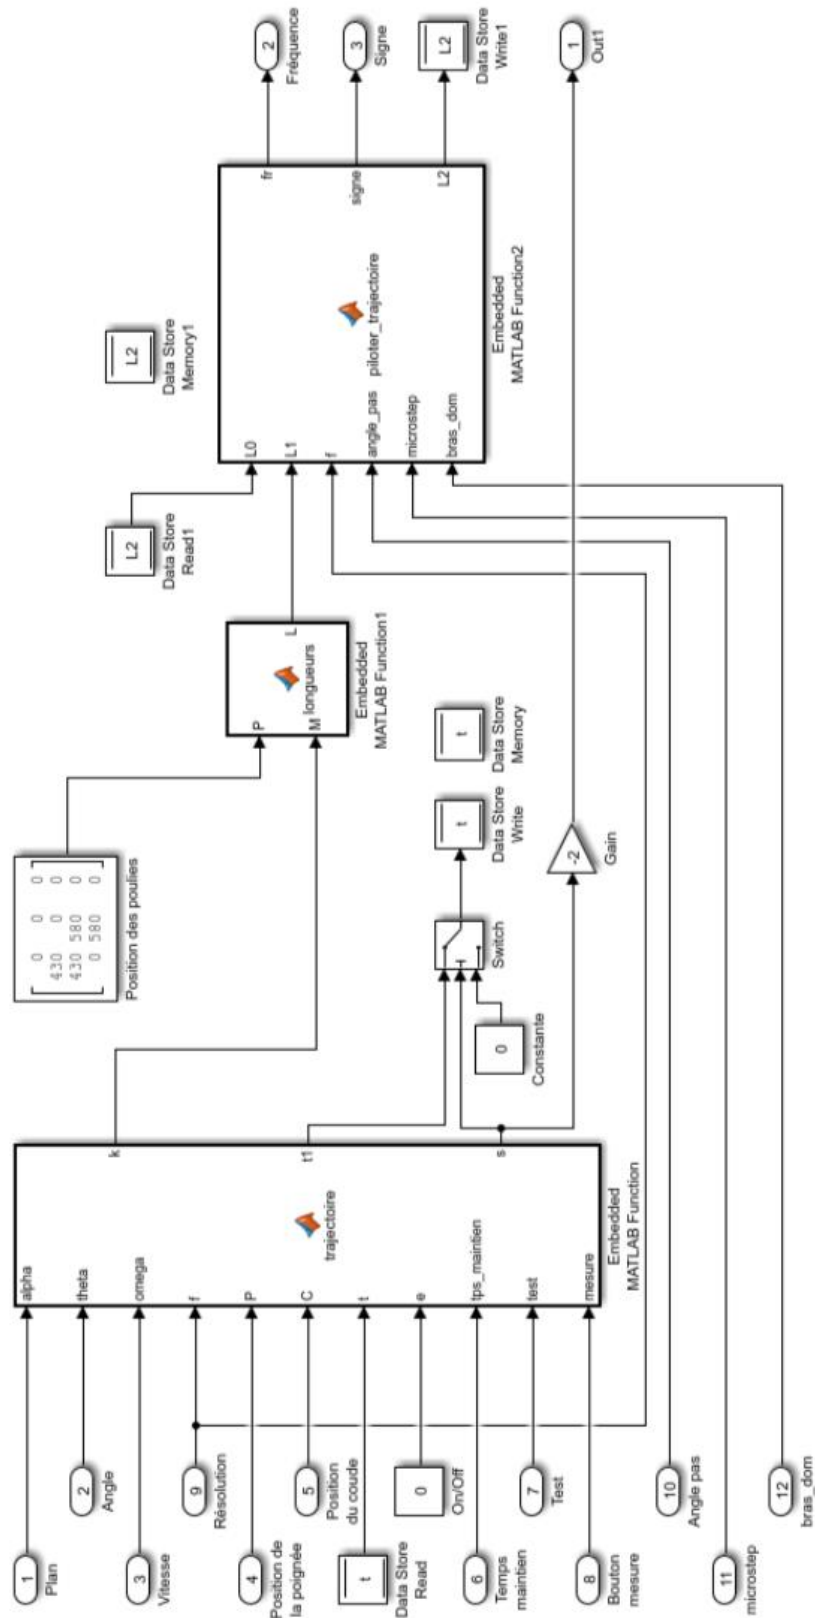 1
Plan
2
Angle
3
Vitesse
9
Résolution
4
Position de
la poignée
5
Position
du coude
t
Data Store
Read
0
On/Off
6
Temps
maintien
7
Test
8
Bouton
mesure
10
Angle pas
11
microstep
12
bras_dom
alpha
theta
omega
f
P
C
t
e
tps_maintien
test
mesure
trajectoire
k
t1
s
Embedded
MATLAB Function
0 0 0
430 0 0
430 580 0
0 580 0
Position des poulies
0
Constante
Switch
t
Data Store
Write
t
Data Store
Memory
-2
Gain
P
M
longueurs
L
Embedded
MATLAB Function1
L2
Data Store
Read1
L2
Data Store
Memory1
L0
L1
f
angle_pas
microstep
bras_dom
piloter_trajectoire
fr
signe
L2
Embedded
MATLAB Function2
2
Fréquence
3
Signe
L2
Data Store
Write1
1
Out1